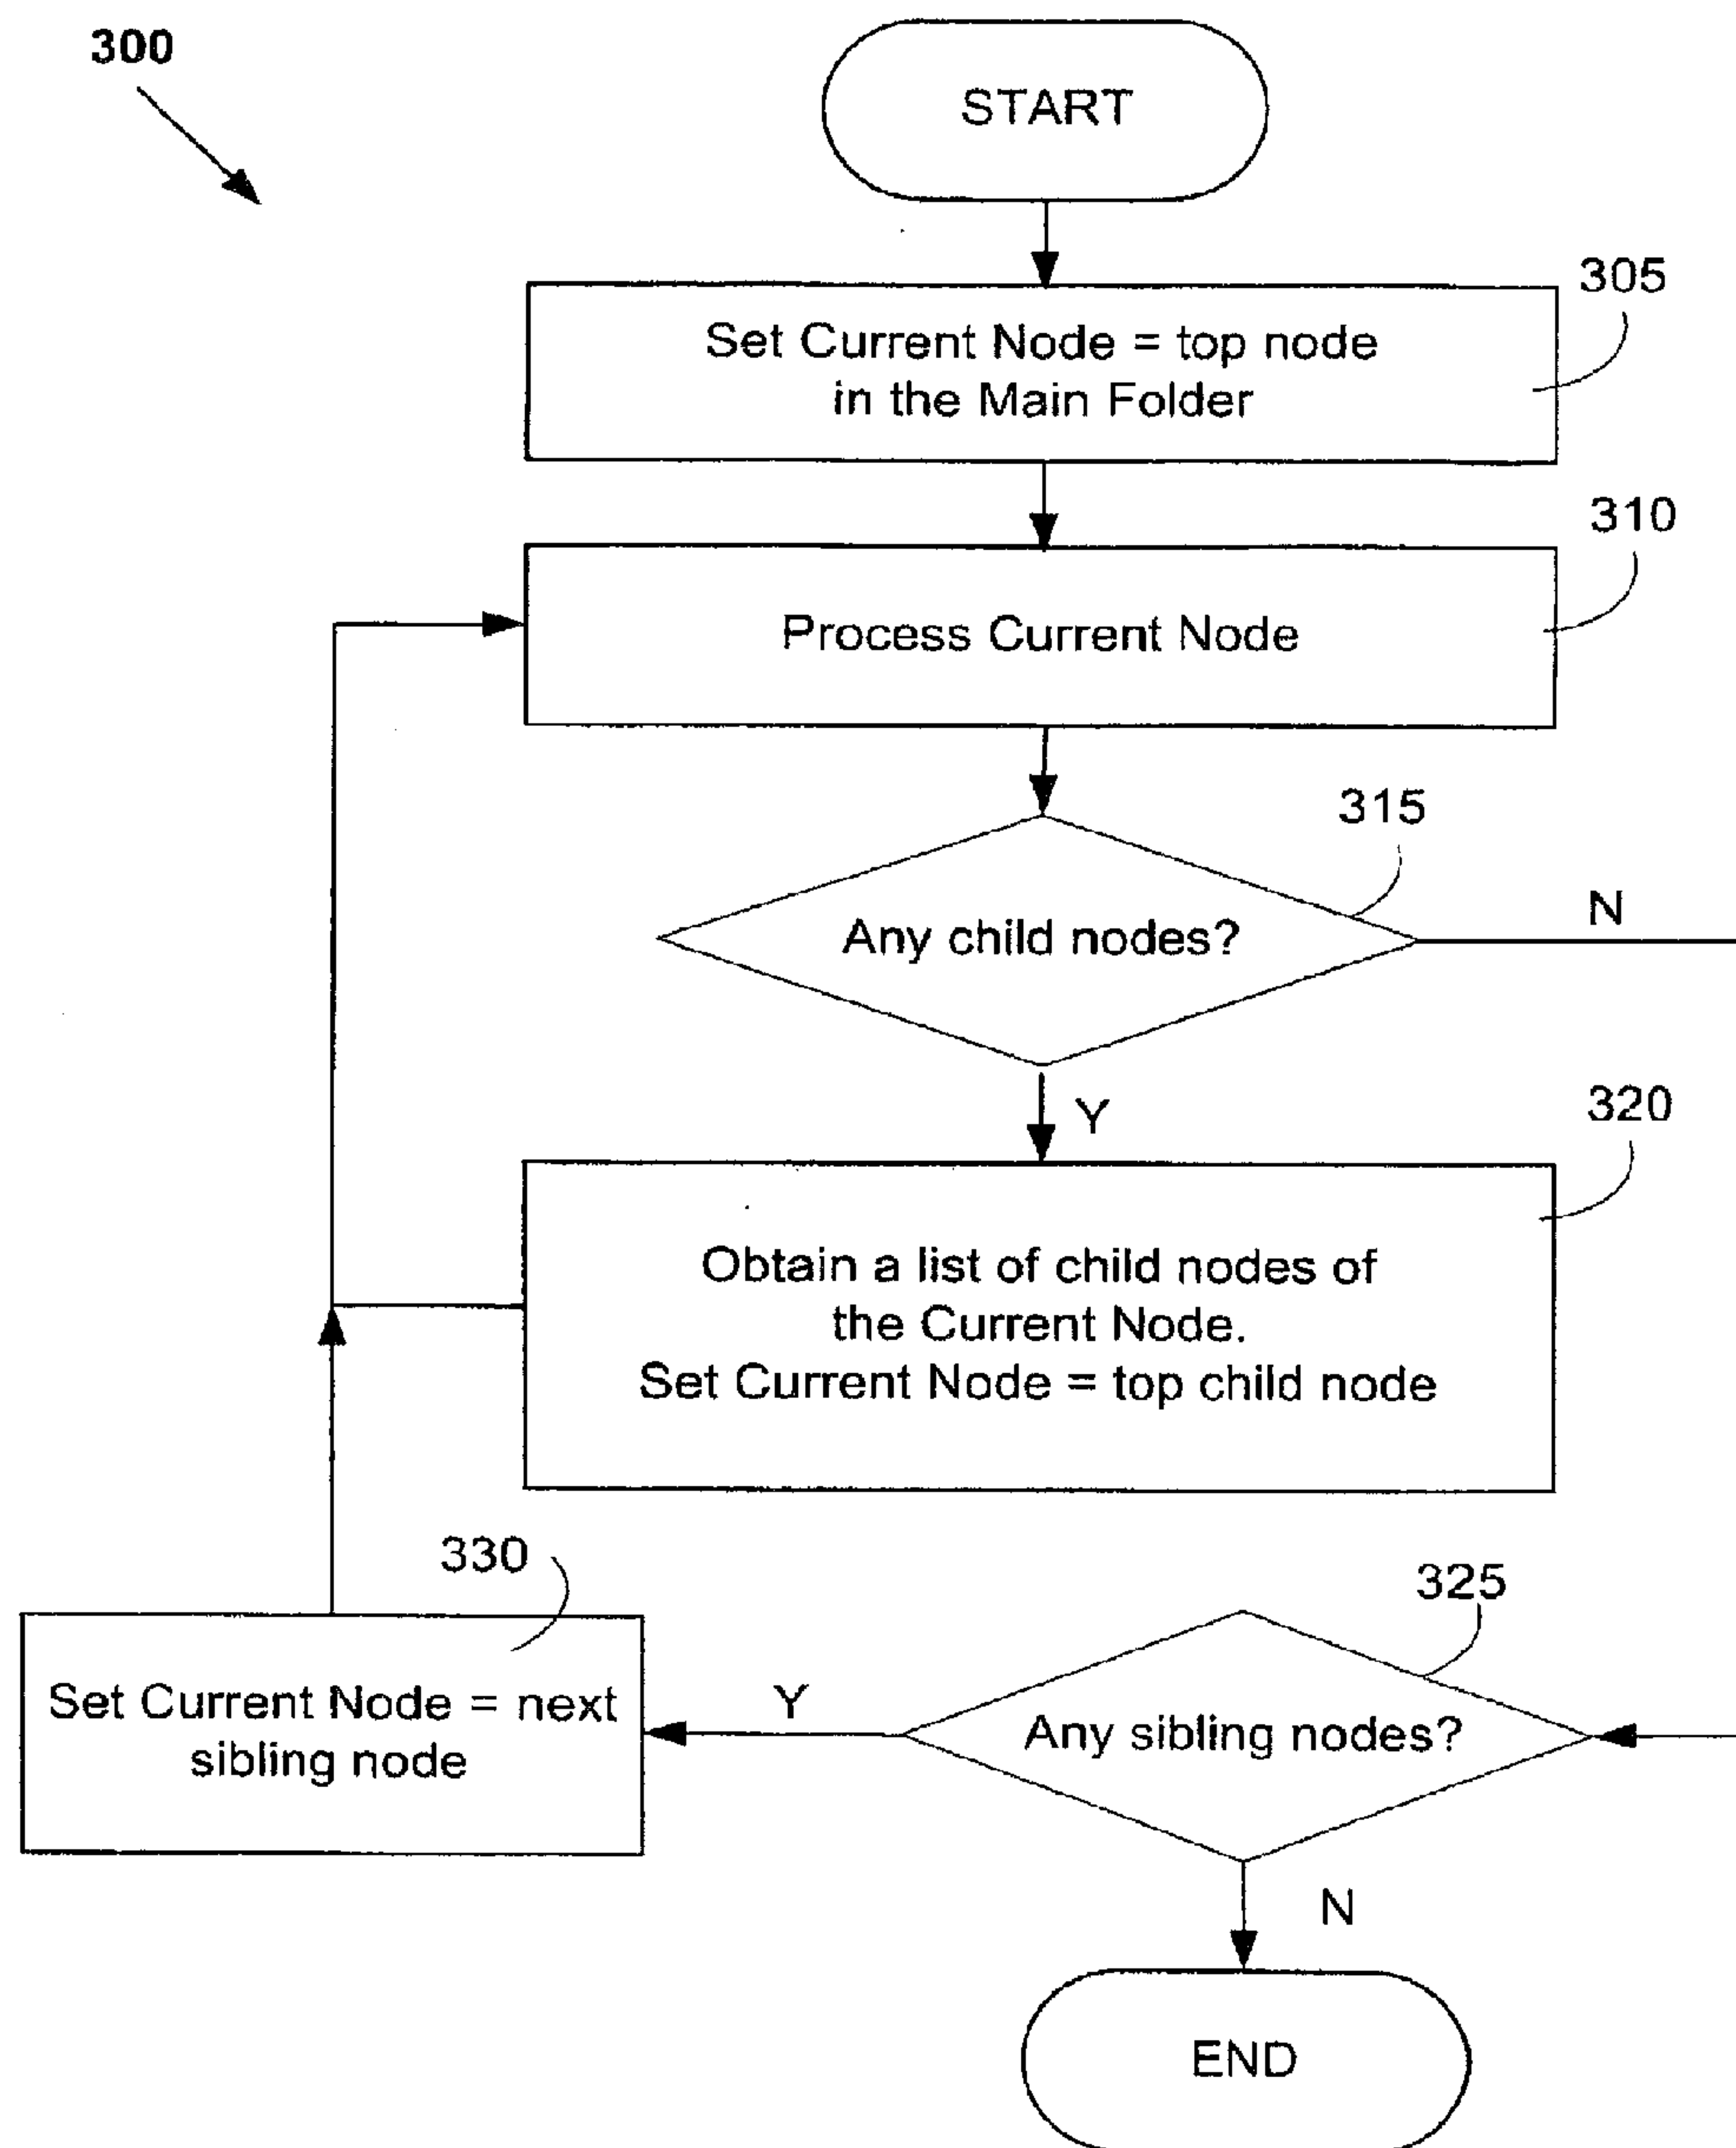 300
START
305
Set Current Node = top node
in the Main Folder
310
Process Current Node
315
Any child nodes?
N
Y
320
Obtain a list of child nodes of
the Current Node.
Set Current Node = top child node
330
325
Set Current Node = next
sibling node
Y
Any sibling nodes?
N
END